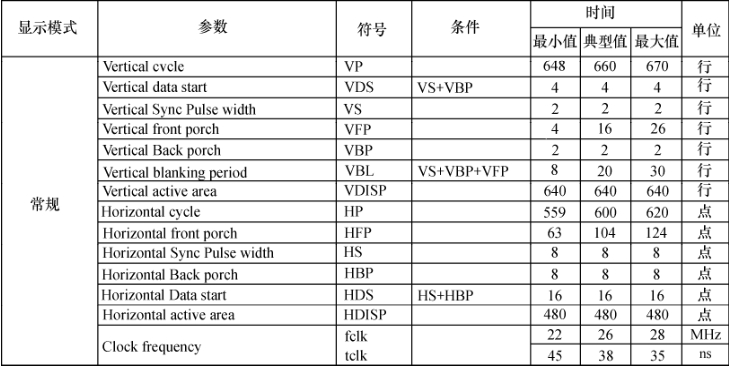 显示模式 参数 符号 条件 时间 单位
最小值 典型值 最大值
常规
Vertical cvcle VP 648 660 670 行
Vertical data start VDS VS+VBP 4 4 4 行
Vertical Sync Pulse width VS 2 2 2 行
Vertical front porch VFP 4 16 26 行
Vertical Back porch VBP 2 2 2 行
Vertical blanking period VBL VS+VBP+VFP 8 20 30 行
Vertical active area VDISP 640 640 640 行
Horizontal cycle HP 559 600 620 点
Horizontal front porch HFP 63 104 124 点
Horizontal Sync Pulse width HS 8 8 8 点
Horizontal Back porch HBP 8 8 8 点
Horizontal Data start HDS HS+HBP 16 16 16 点
Horizontal active area HDISP 480 480 480 点
Clock frequency fclk 22 26 28 MHz
tclk 45 38 35 ns